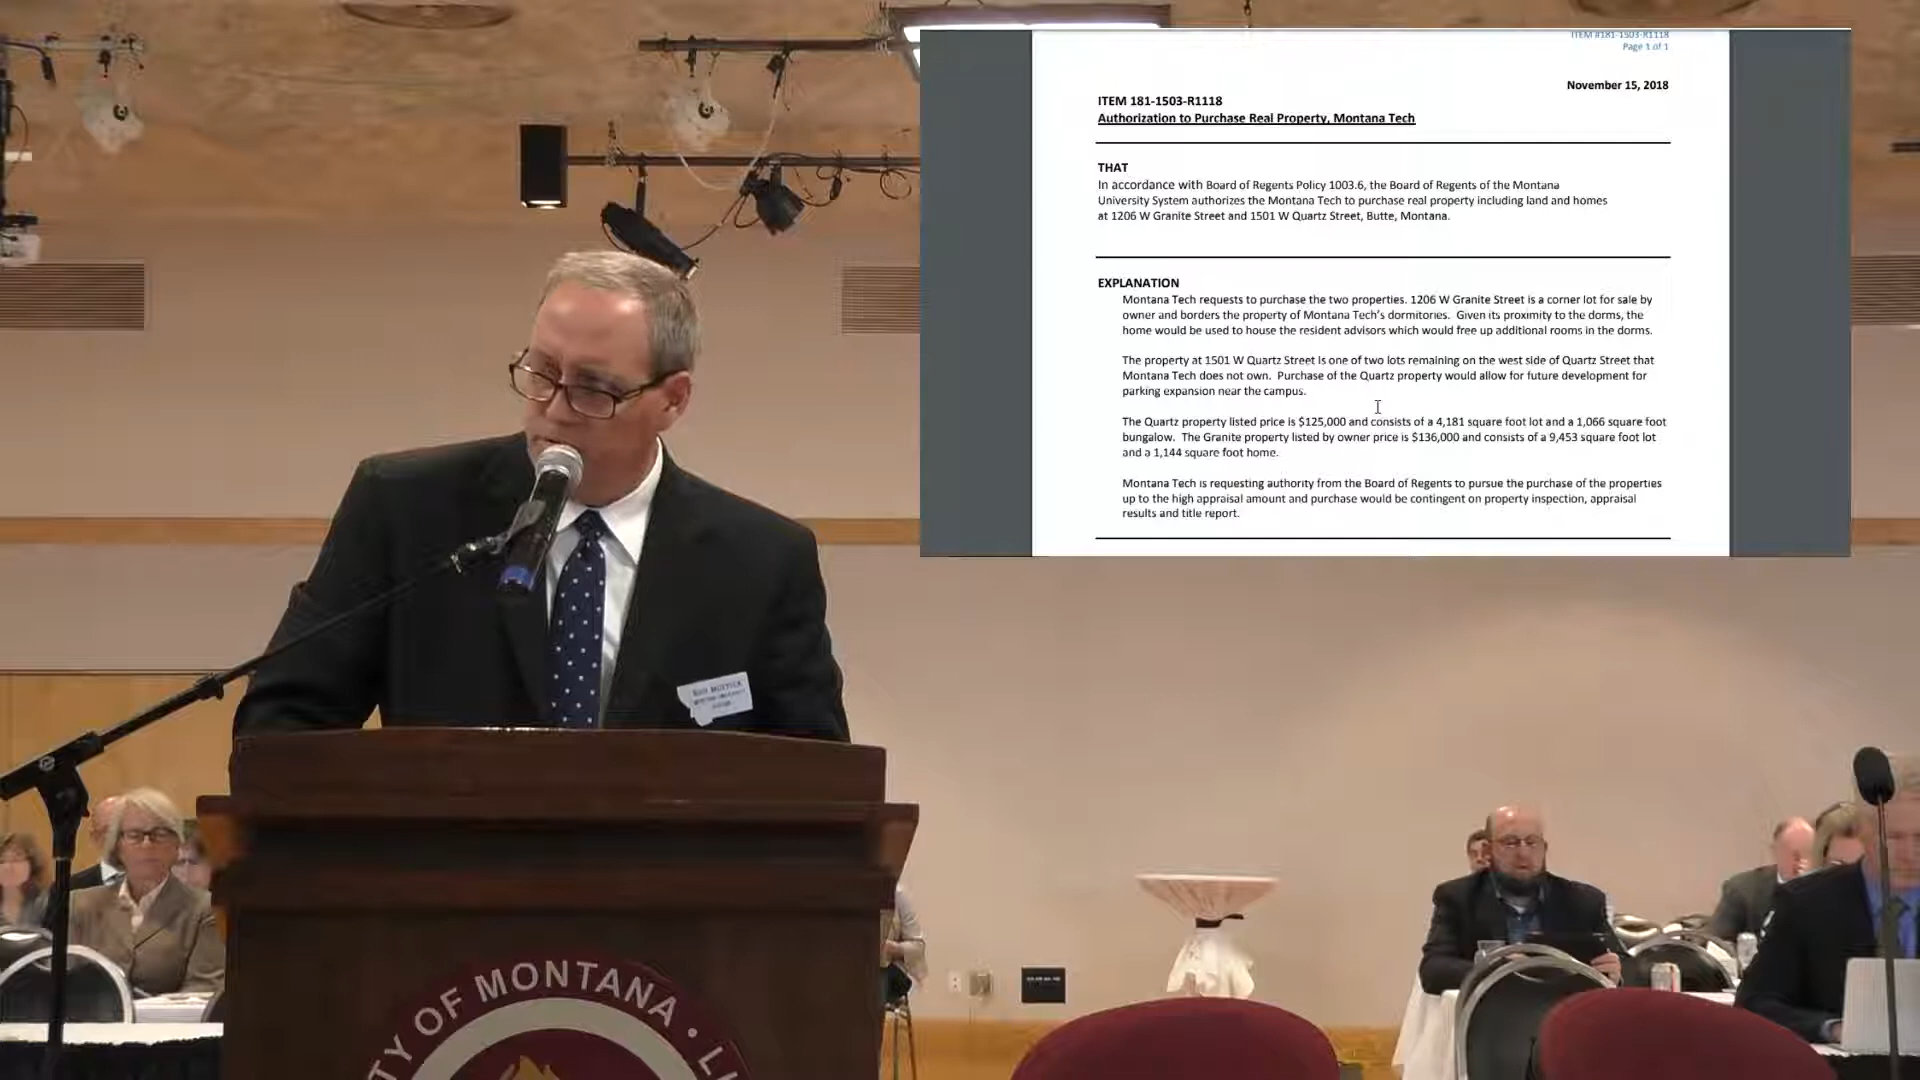 ITEM #181-1503-R1118
Page 1 of 1
November 15, 2018
ITEM 181-1503-R1118
Authorization to Purchase Real Property, Montana Tech
THAT
In accordance with Board of Regents Policy 1003.6, the Board of Regents of the Montana
University System authorizes the Montana Tech to purchase real property including land and homes
at 1206 W Granite Street and 1501 W Quartz Street, Butte, Montana.
EXPLANATION
Montana Tech requests to purchase the two properties. 1206 W Granite Street is a corner lot for sale by
owner and borders the property of Montana Tech's dormitories. Given its proximity to the dorms, the
home would be used to house the resident advisors which would free up additional rooms in the dorms.
The property at 1501 W Quartz Street is one of two lots remaining on the west side of Quartz Street that
Montana Tech does not own. Purchase of the Quartz property would allow for future development for
parking expansion near the campus.
The Quartz property listed price is $125,000 and consists of a 4,181 square foot lot and a 1,066 square foot
bungalow. The Granite property listed by owner price is $136,000 and consists of a 9,453 square foot lot
and a 1,144 square foot home.
Montana Tech is requesting authority from the Board of Regents to pursue the purchase of the properties
up to the high appraisal amount and purchase would be contingent on property inspection, appraisal
results and title report.
TY OF MONTANA • LI